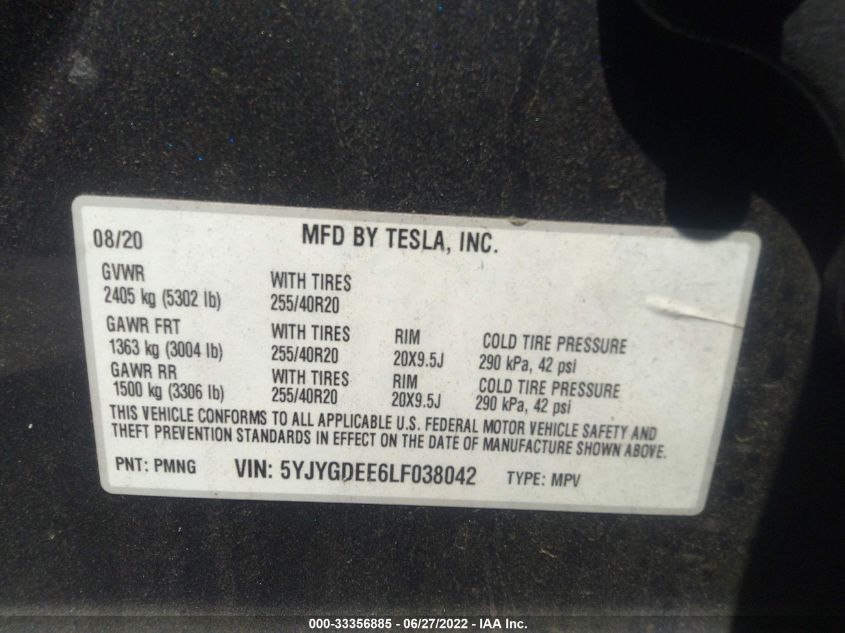 08/20 MFD BY TESLA, INC.
GVWR WITH TIRES
2405 kg (5302 lb) 255/40R20
GAWR FRT WITH TIRES RIM COLD TIRE PRESSURE
1363 kg (3004 lb) 255/40R20 20X9.5J 290 kPa, 42 psi
GAWR RR WITH TIRES RIM COLD TIRE PRESSURE
1500 kg (3306 lb) 255/40R20 20X9.5J 290 kPa, 42 psi
THIS VEHICLE CONFORMS TO ALL APPLICABLE U.S. FEDERAL MOTOR VEHICLE SAFETY AND
THEFT PREVENTION STANDARDS IN EFFECT ON THE DATE OF MANUFACTURE SHOWN ABOVE.
PNT: PMNG VIN: 5YJYGDEE6LF038042 TYPE: MPV
000-33356885 - 06/27/2022 - IAA Inc.